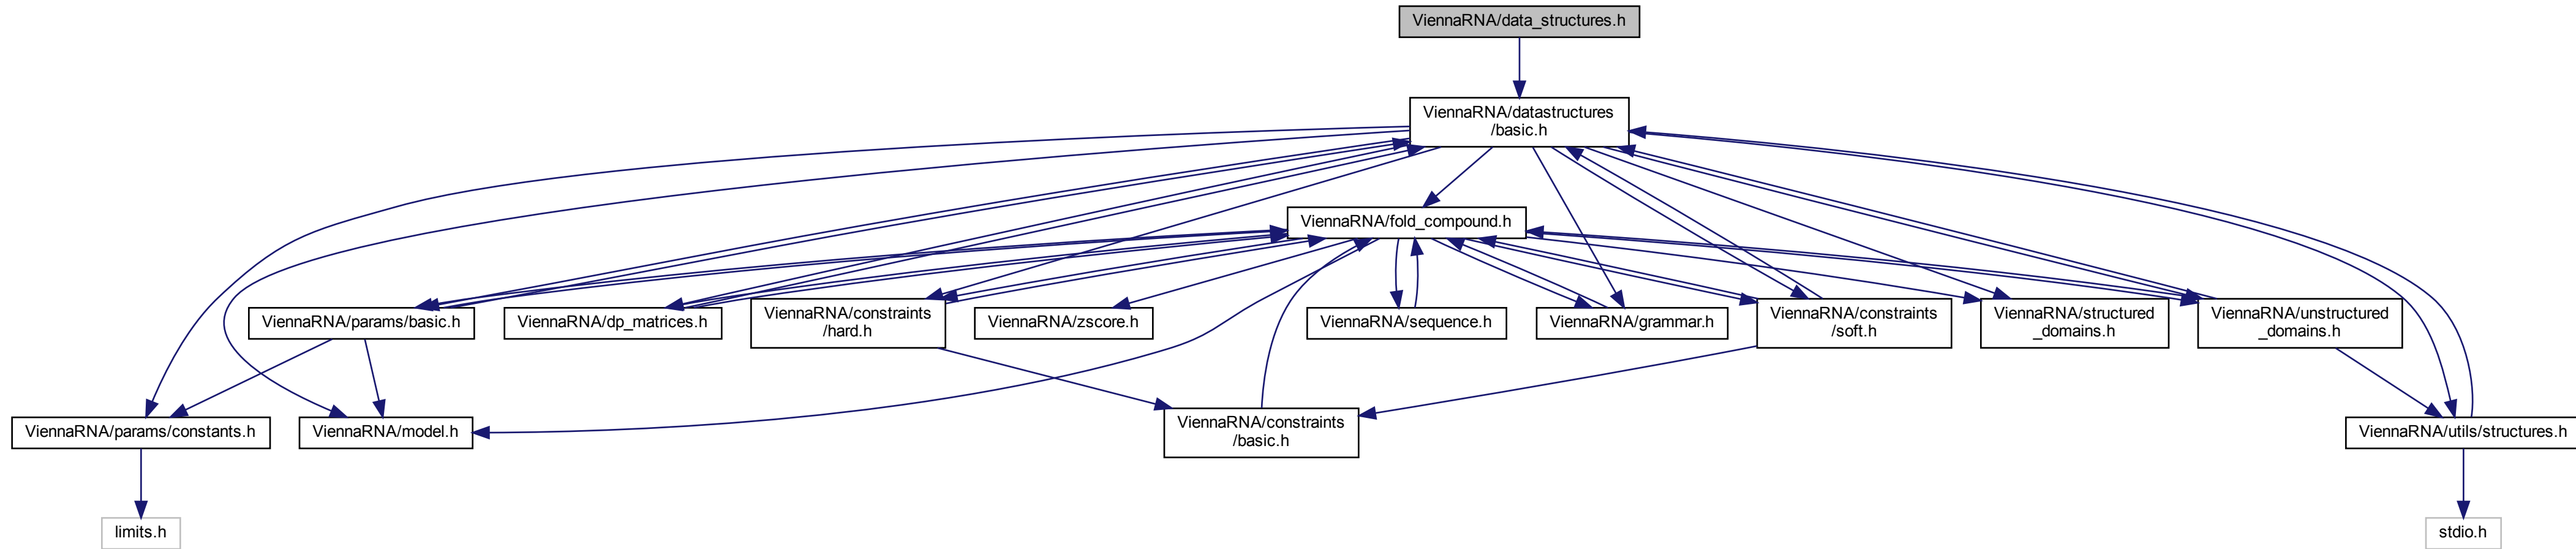 ViennaRNA/data_structures.h
ViennaRNA/datastructures
/basic.h
ViennaRNA/fold_compound.h
ViennaRNA/params/basic.h
ViennaRNA/dp_matrices.h
ViennaRNA/constraints
/hard.h
ViennaRNA/zscore.h
ViennaRNA/sequence.h
ViennaRNA/grammar.h
ViennaRNA/constraints
/soft.h
ViennaRNA/structured
_domains.h
ViennaRNA/unstructured
_domains.h
ViennaRNA/params/constants.h
ViennaRNA/model.h
ViennaRNA/constraints
/basic.h
ViennaRNA/utils/structures.h
limits.h
stdio.h